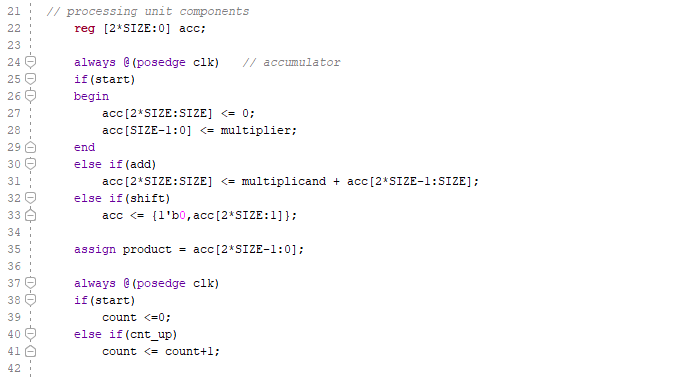 21 // processing unit components
22 reg [2*SIZE:0] acc;
23
24 always @(posedge clk) // accumulator
25 if(start)
26 begin
27 acc[2*SIZE:SIZE] <= 0;
28 acc[SIZE-1:0] <= multiplier;
29 end
30 else if(add)
31 acc[2*SIZE:SIZE] <= multiplicand + acc[2*SIZE-1:SIZE];
32 else if(shift)
33 acc <= {1'b0,acc[2*SIZE:1]};
34
35 assign product = acc[2*SIZE-1:0];
36
37 always @(posedge clk)
38 if(start)
39 count <=0;
40 else if(cnt_up)
41 count <= count+1;
42